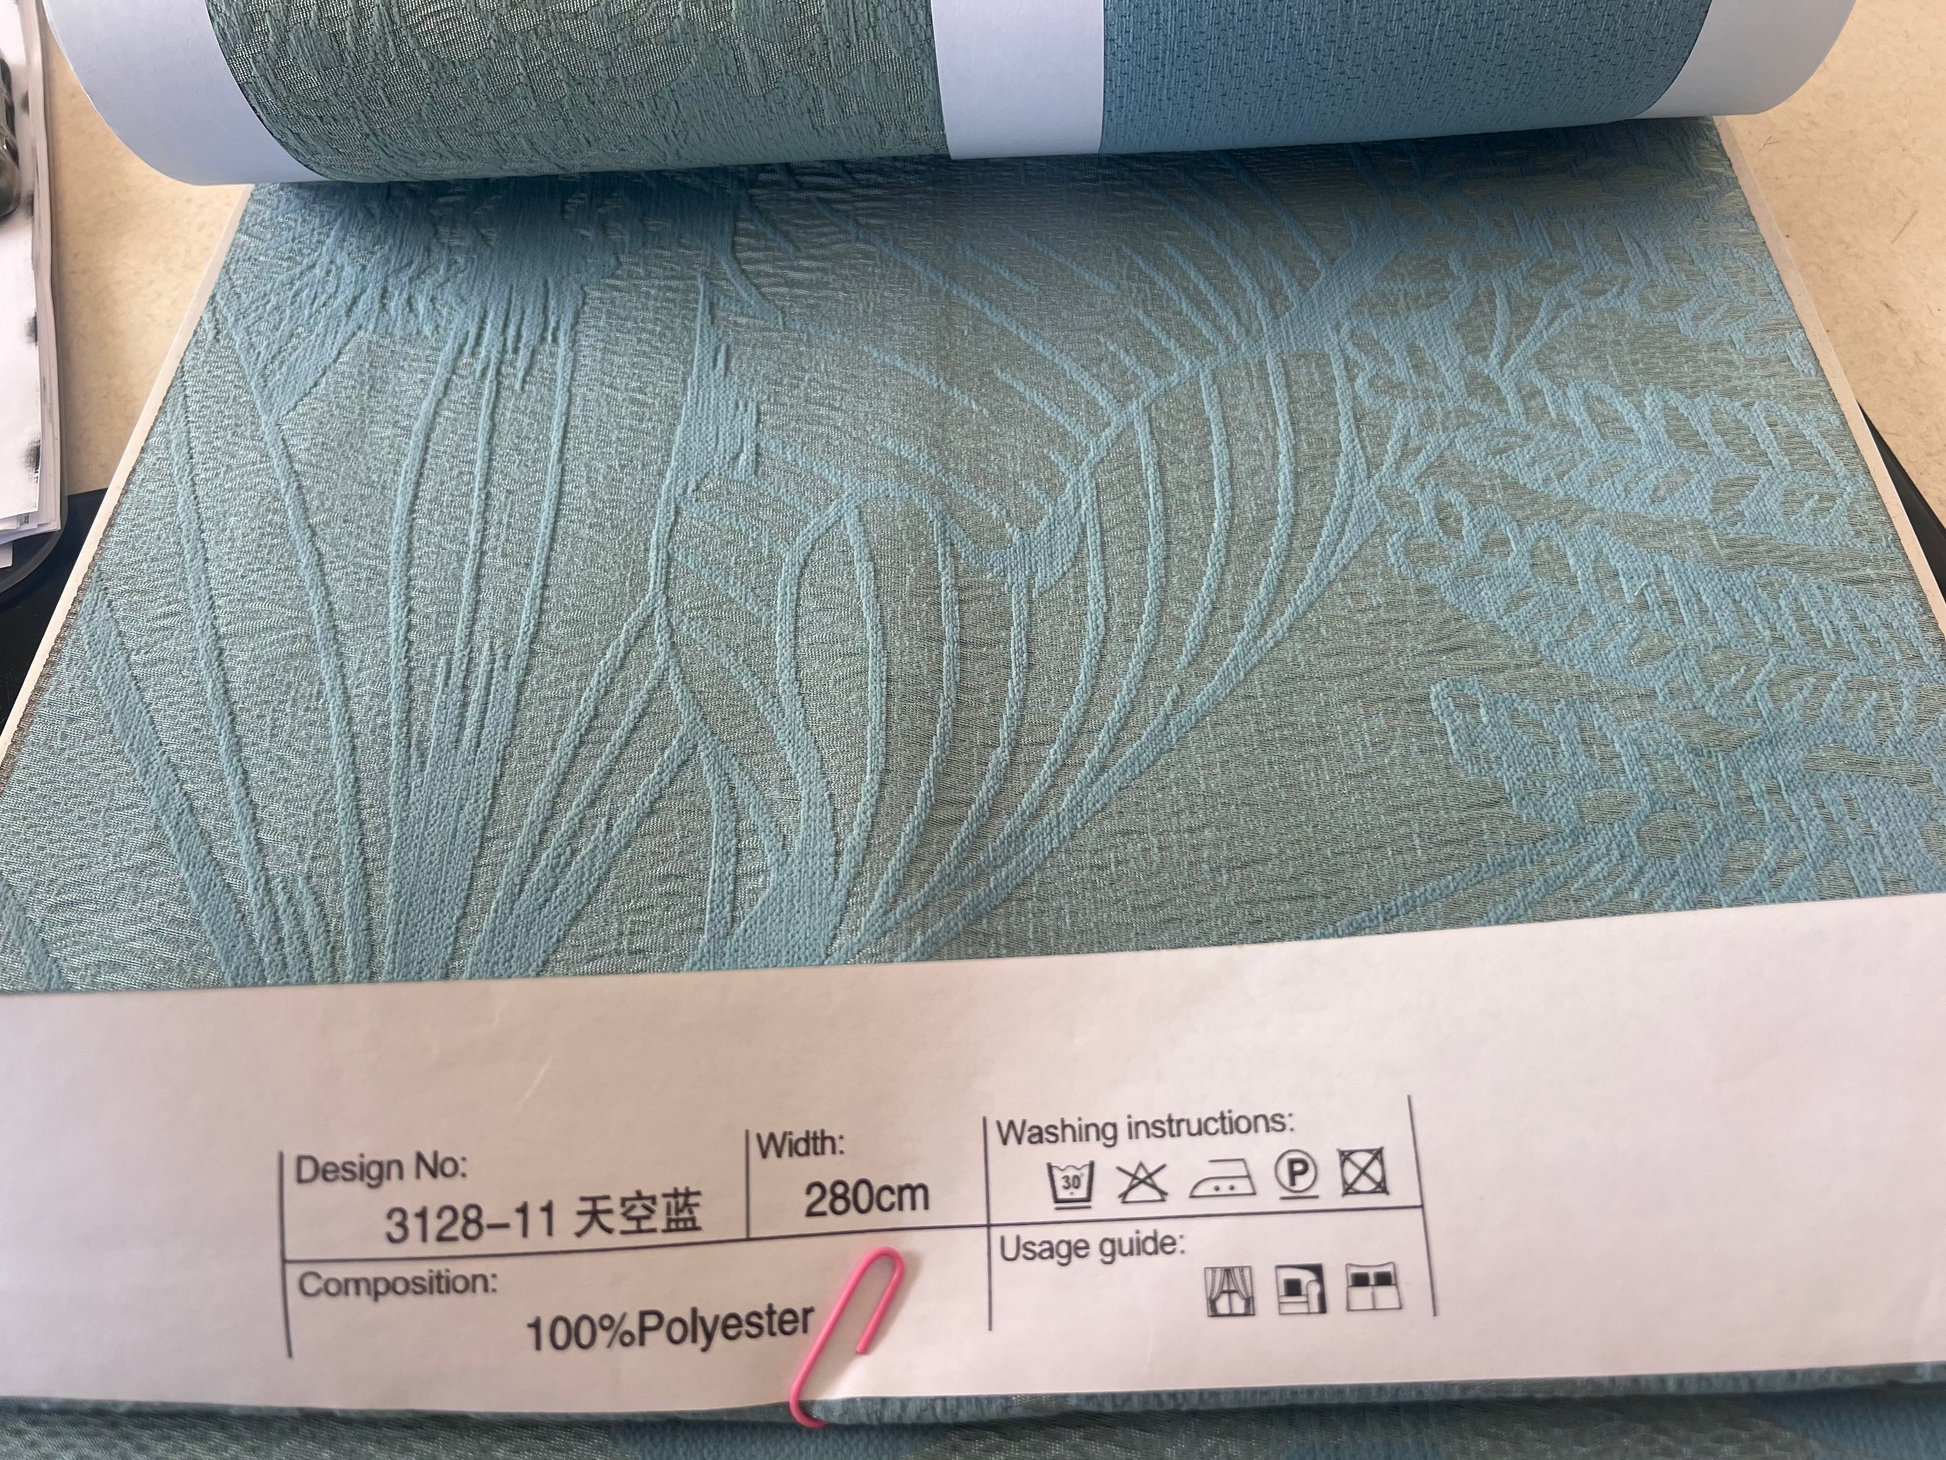 Design No:
3128-11 天空蓝
Width:
280cm
Washing instructions:
30
P
Composition:
100%Polyester
Usage guide: